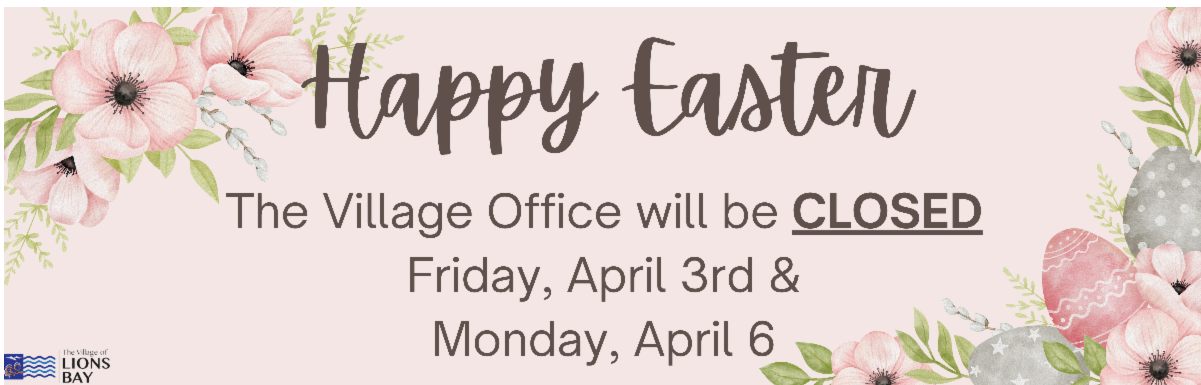 Happy Easter
The Village Office will be CLOSED
Friday, April 3rd &
Monday, April 6
The Village of
LIONS
BAY